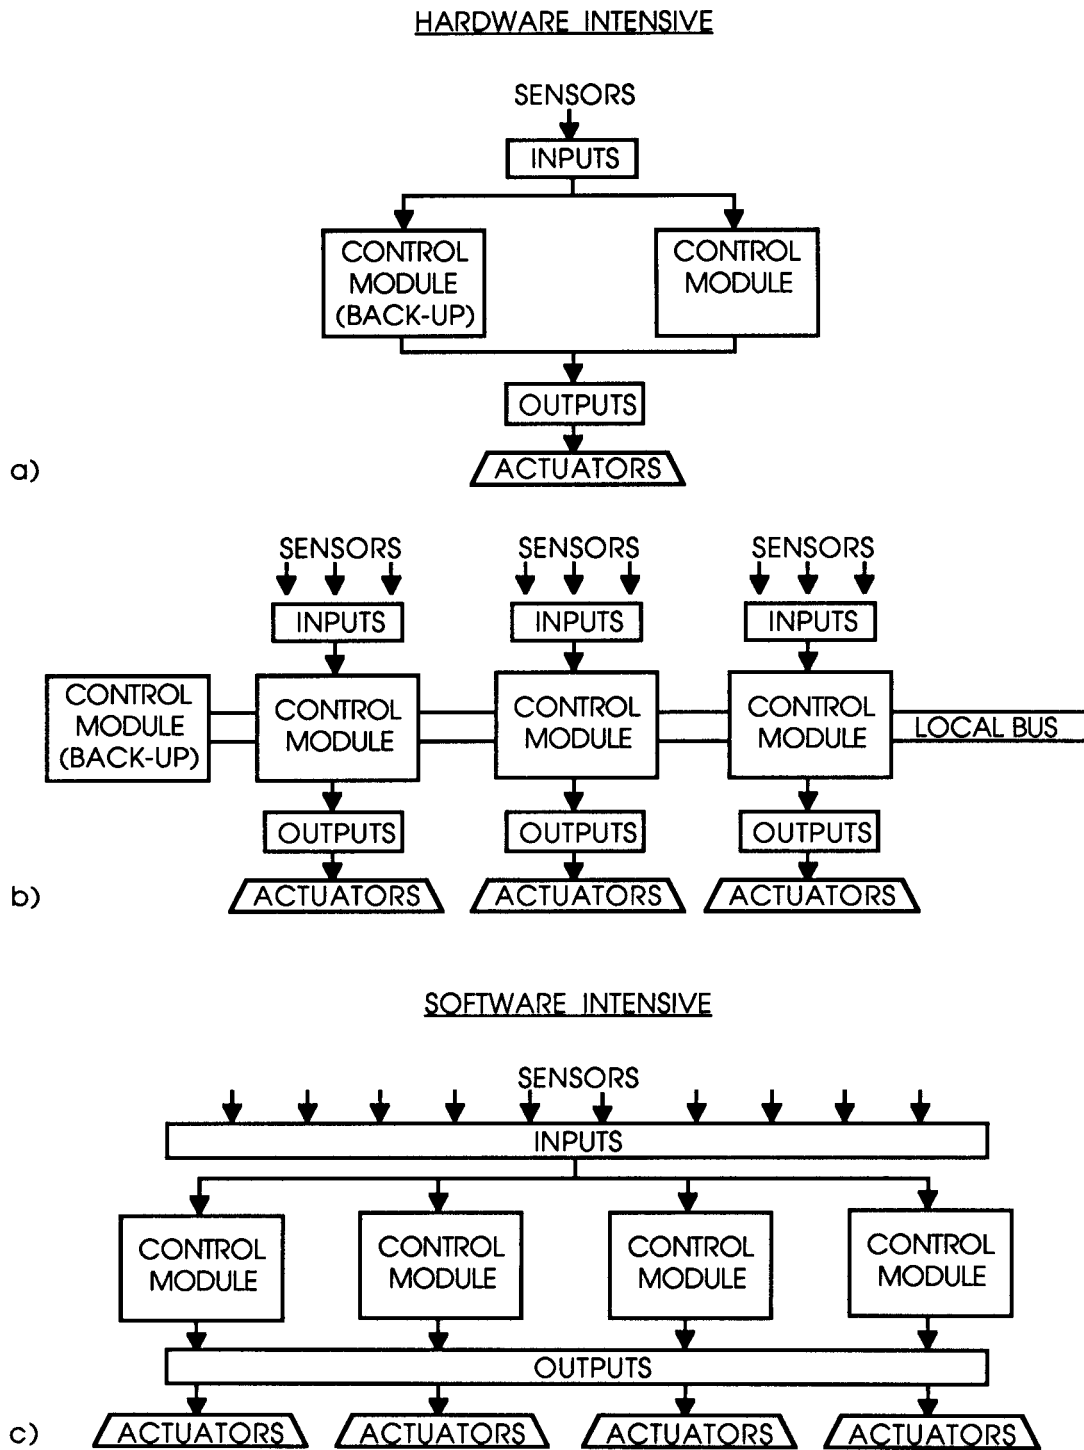 HARDWARE INTENSIVE
SENSORS
INPUTS
CONTROL
MODULE
(BACK-UP)
CONTROL
MODULE
OUTPUTS
ACTUATORS
a)
SENSORS
SENSORS
SENSORS
INPUTS
INPUTS
INPUTS
CONTROL
MODULE
(BACK-UP)
CONTROL
MODULE
CONTROL
MODULE
CONTROL
MODULE
LOCAL BUS
OUTPUTS
OUTPUTS
OUTPUTS
ACTUATORS
ACTUATORS
ACTUATORS
b)
SOFTWARE INTENSIVE
SENSORS
INPUTS
CONTROL
MODULE
CONTROL
MODULE
CONTROL
MODULE
CONTROL
MODULE
OUTPUTS
ACTUATORS
ACTUATORS
ACTUATORS
ACTUATORS
c)